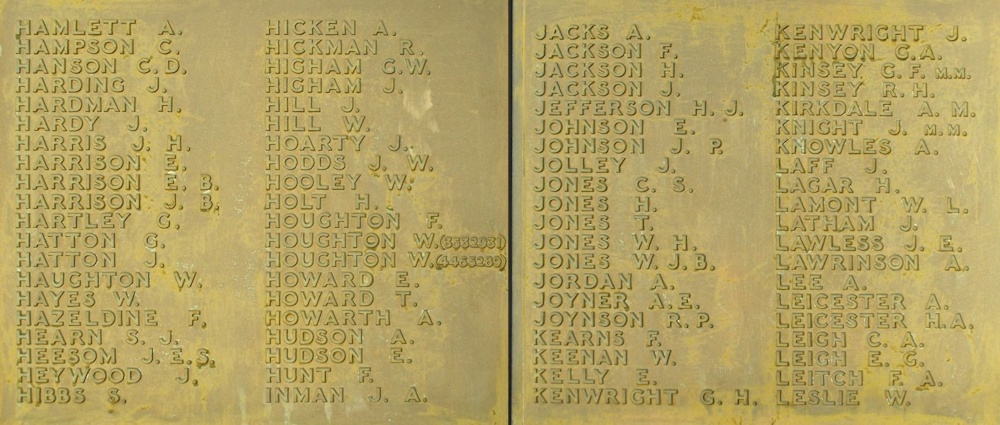 HAMLETT A.
HAMPSON C.
HANSON C.D.
HARDING J.
HARDMAN H.
HARDY J.
HARRIS J. H.
HARRISON E.
HARRISON E. B.
HARRISON J. B.
HARTLEY G.
HATTON G.
HATTON J.
HAUGHTON W.
HAYES W.
HAZELDINE F.
HEARN S. J.
HEESOM J.E.S.
HEYWOOD J.
HIBBS S.
HICKEN A.
HICKMAN R.
HIGHAM G.W.
HIGHAM J.
HILL J.
HILL W.
HOARTY J.
HODDS J. W.
HOOLEY W.
HOLT H.
HOUGHTON F.
HOUGHTON W.
HOUGHTON W.(4453289)
HOWARD E.
HOWARD T.
HOWARTH A.
HUDSON A.
HUDSON E.
HUNT F.
INMAN J. A.
JACKS A.
JACKSON F.
JACKSON H.
JACKSON J.
JEFFERSON H. J.
JOHNSON E.
JOHNSON J. P.
JOLLEY J.
JONES C. S.
JONES H.
JONES T.
JONES W. H.
JONES W. J. B.
JORDAN A.
JOYNER A.E.
JOYNSON R.P.
KEARNS F.
KEENAN W.
KELLY E.
KENWRIGHT G. H.
KENWRIGHT J.
KENYON C.A.
KINSEY C. F. M.M.
KINSEY R. H.
KIRKDALE A. M.
KNIGHT J. M.M.
KNOWLES A.
LAFF J.
LAGAR H.
LAMONT W. L.
LATHAM J.
LAWLESS J. E.
LAWRINSON A.
LEE A.
LEICESTER A.
LEICESTER H.A.
LEIGH C. A.
LEIGH E. C.
LEITCH F. A.
LESLIE W.